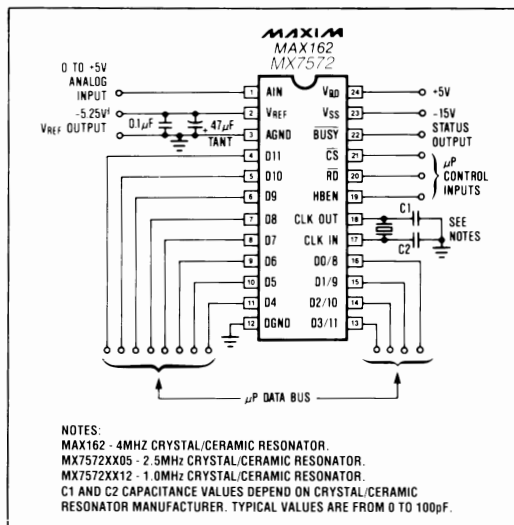 MAXIM
MAX162
MX7572
0 TO +5V
ANALOG
INPUT
-5.25V
VREF OUTPUT
0.1µF
+ 47µF
TANT
1 AIN
2 VREF
3 AGND
4 D11
5 D10
6 D9
7 D8
8 D7
9 D6
10 D5
11 D4
12 DGND
VDD 24
VSS 23
BUSY 22
CS 21
RD 20
HBEN 19
CLK OUT 18
CLK IN 17
D0/8 16
D1/9 15
D2/10 14
D3/11 13
+5V
-15V
STATUS
OUTPUT
µP
CONTROL
INPUTS
C1
C2
SEE
NOTES
µP DATA BUS
NOTES:
MAX162 - 4MHZ CRYSTAL/CERAMIC RESONATOR.
MX7572XX05 - 2.5MHz CRYSTAL/CERAMIC RESONATOR.
MX7572XX12 - 1.0MHz CRYSTAL/CERAMIC RESONATOR.
C1 AND C2 CAPACITANCE VALUES DEPEND ON CRYSTAL/CERAMIC
RESONATOR MANUFACTURER. TYPICAL VALUES ARE FROM 0 TO 100pF.